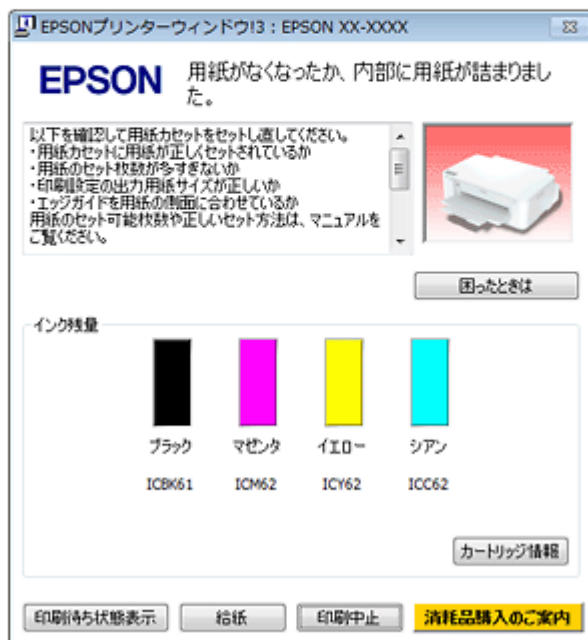 EPSONプリンターウィンドウ!3 : EPSON XX-XXXX
EPSON
用紙がなくなったか、内部に用紙が詰まりまし
た。
以下を確認して用紙カセットをセットし直してください。
・用紙カセットに用紙が正しくセットされているか
・用紙のセット枚数が多すぎないか
・印刷設定の出力用紙サイズが正しいか
・エッジガイドを用紙の側面に合わせているか
用紙のセット可能枚数や正しいセット方法は、マニュアルを
ご覧ください。
困ったときは
インク残量
ブラック マゼンタ イエロー シアン
ICBK61 ICM62 ICY62 ICC62
カートリッジ情報
印刷待ち状態表示 給紙 印刷中止 消耗品購入のご案内